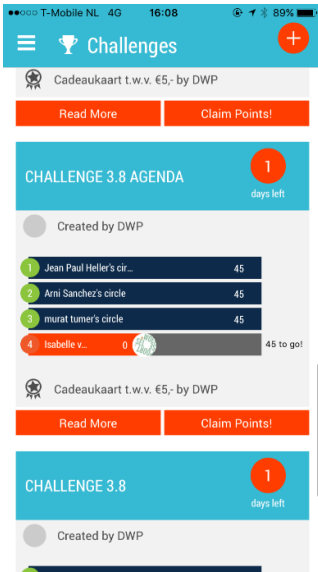 T-Mobile NL 4G 16:08 89%
Challenges +
Cadeaukaart t.w.v. €5,- by DWP
Read More Claim Points!
CHALLENGE 3.8 AGENDA 1
days left
Created by DWP
1 Jean Paul Heller's cir... 45
2 Arni Sanchez's circle 45
3 murat tumer's circle 45
4 Isabelle v... 0 45 to go!
Cadeaukaart t.w.v. €5,- by DWP
Read More Claim Points!
CHALLENGE 3.8 1
days left
Created by DWP